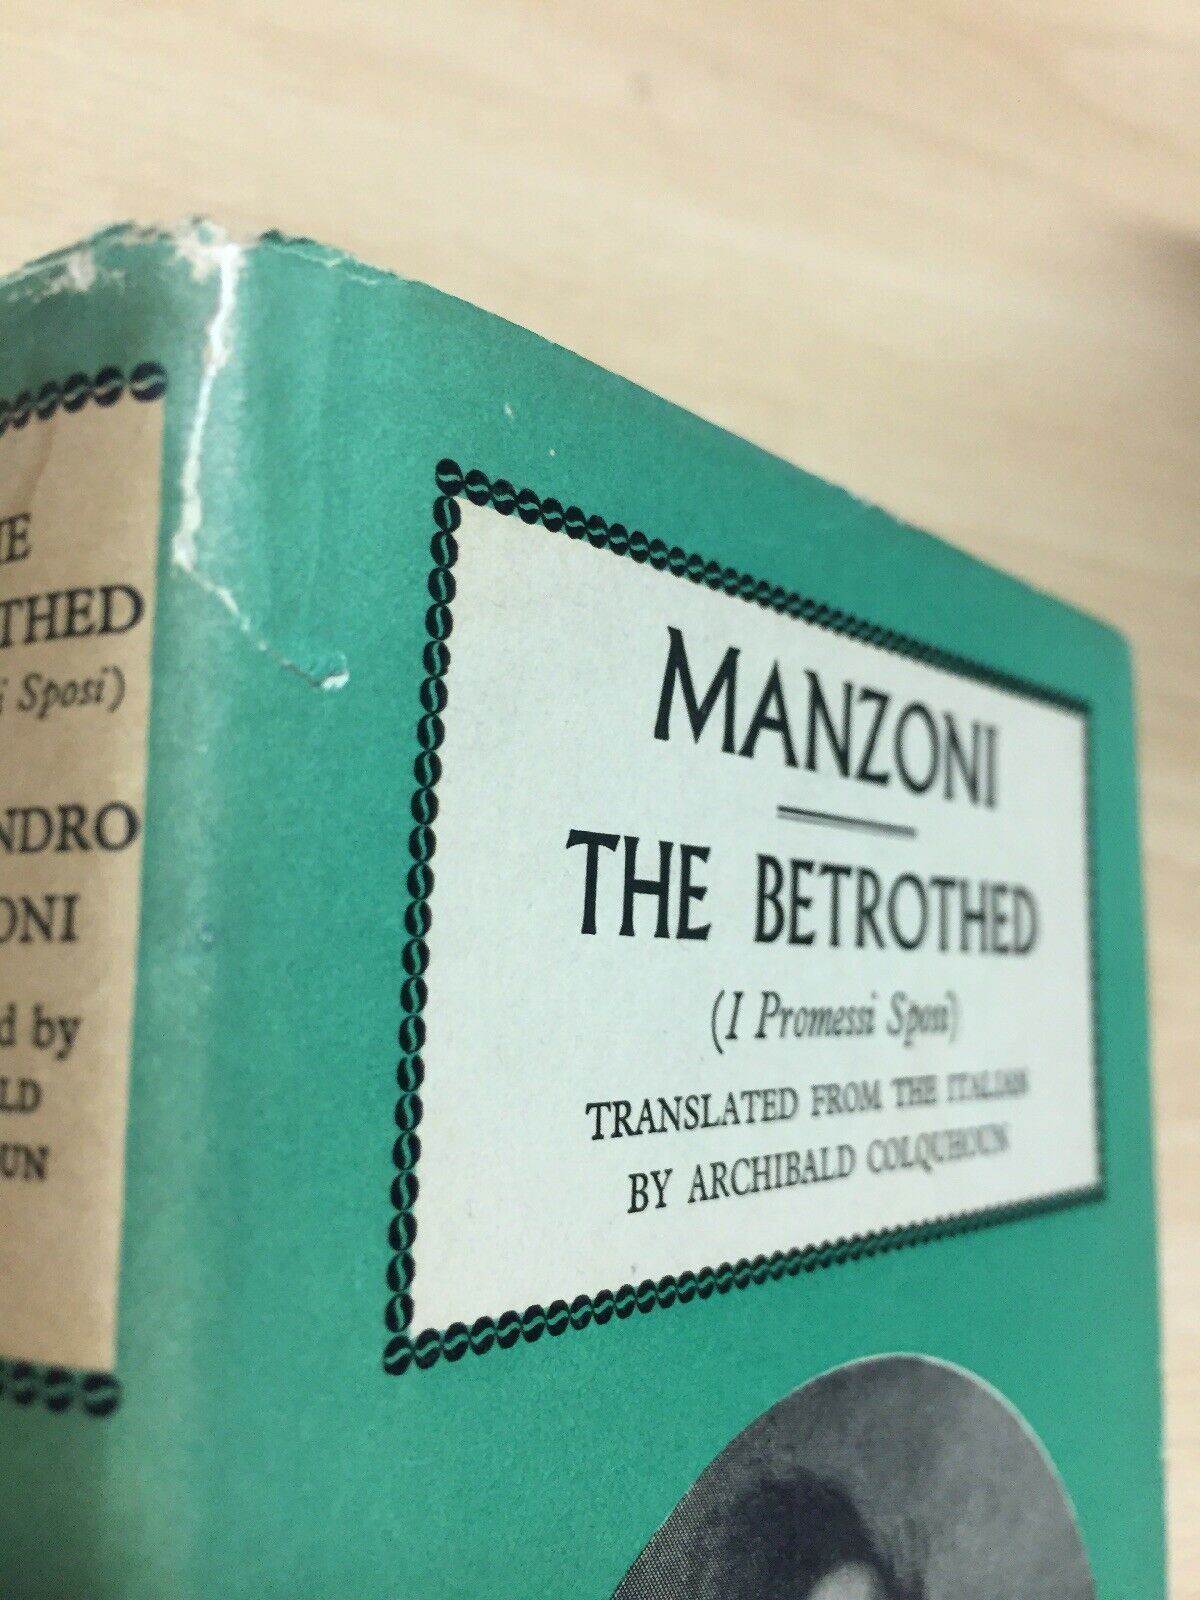 HE
THED
i Sposi)
NDRO
ONI
d by
LD
UN
MANZONI
THE BETROTHED
(I Promessi Sposi)
TRANSLATED FROM THE ITALIAN
BY ARCHIBALD COLQUHOUN